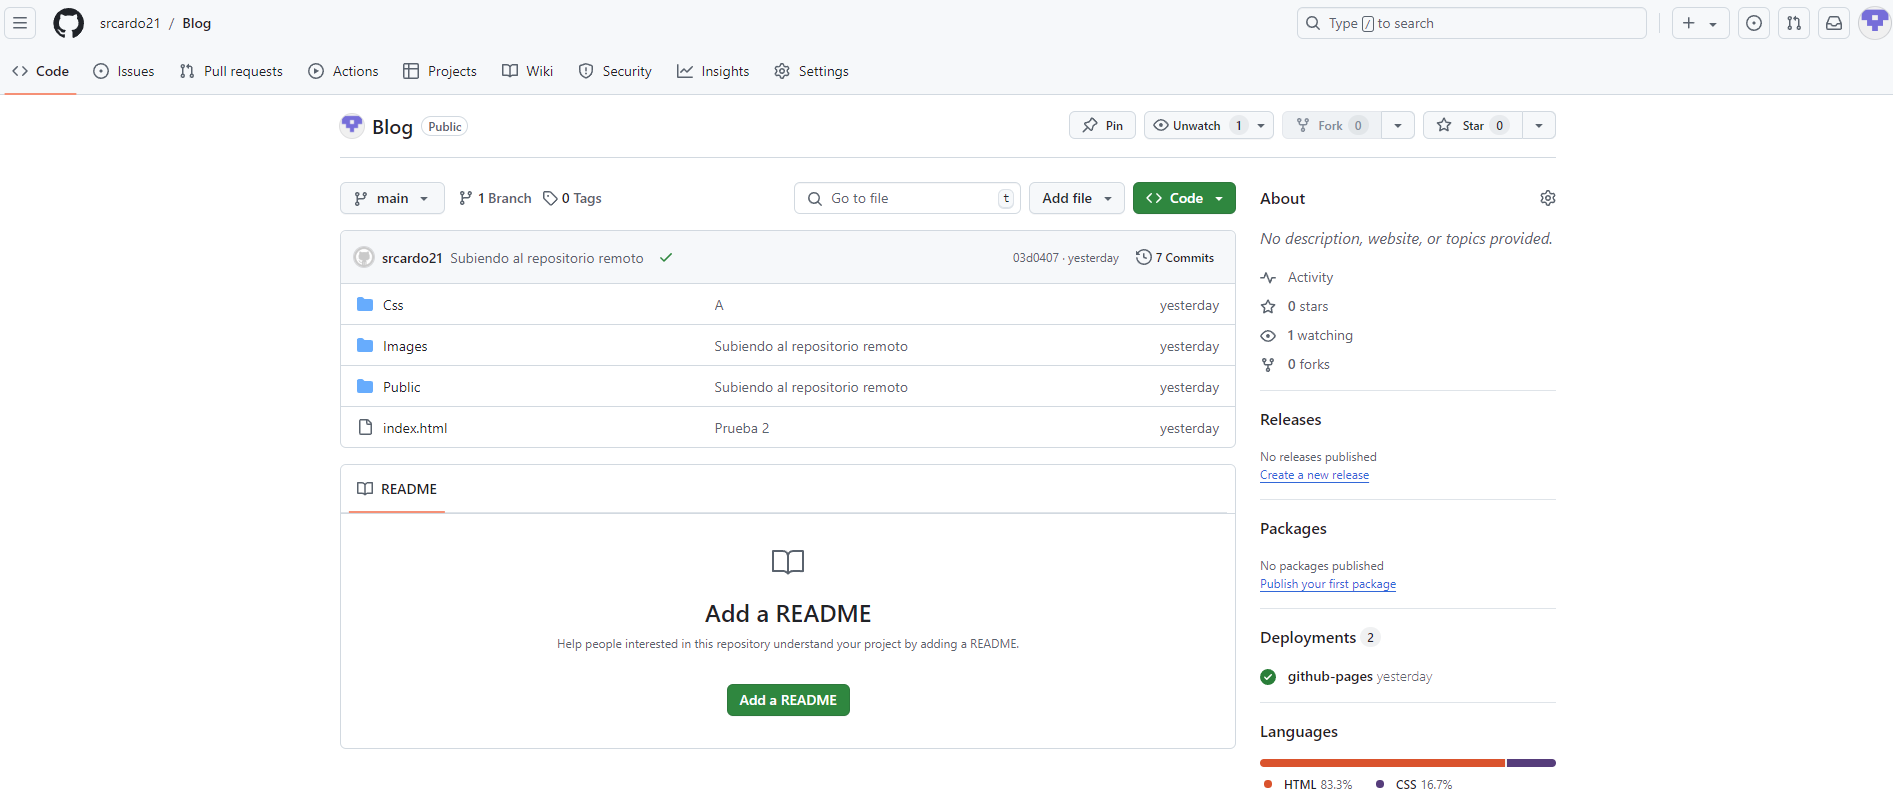 srcardo21 / Blog
Type / to search
Code Issues Pull requests Actions Projects Wiki Security Insights Settings
Blog Public
Pin Unwatch 1 Fork 0 Star 0
main 1 Branch 0 Tags Go to file t Add file Code
srcardo21 Subiendo al repositorio remoto 03d0407 · yesterday 7 Commits
Css A yesterday
Images Subiendo al repositorio remoto yesterday
Public Subiendo al repositorio remoto yesterday
index.html Prueba 2 yesterday
README
Add a README
Help people interested in this repository understand your project by adding a README.
Add a README
About
No description, website, or topics provided.
Activity
0 stars
1 watching
0 forks
Releases
No releases published
Create a new release
Packages
No packages published
Publish your first package
Deployments 2
github-pages yesterday
Languages
HTML 83.3% CSS 16.7%